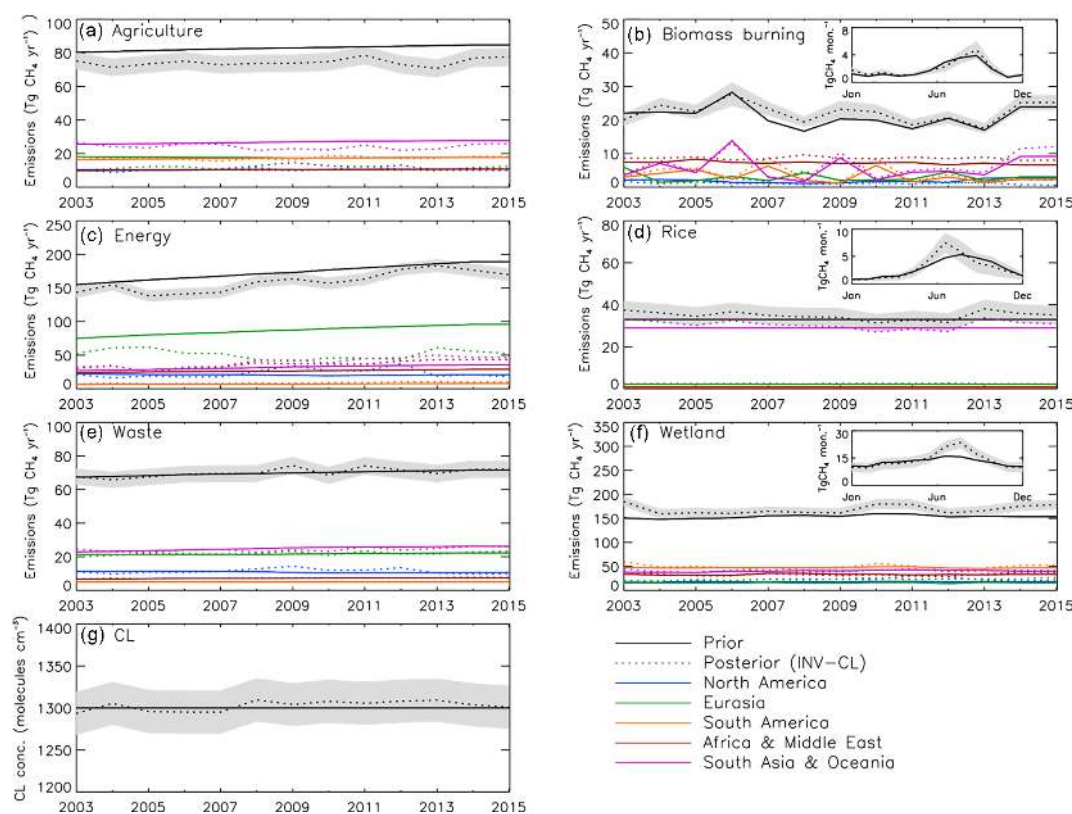 (a) Agriculture
Emissions (Tg CH₄ yr⁻¹)
100
80
60
40
20
0
2003 2005 2007 2009 2011 2013 2015
(b) Biomass burning
Emissions (Tg CH₄ yr⁻¹)
50
40
30
20
10
0
2003 2005 2007 2009 2011 2013 2015
TgCH₄ mon.⁻¹
8
4
0
Jan Jun Dec
(c) Energy
Emissions (Tg CH₄ yr⁻¹)
250
200
150
100
50
0
2003 2005 2007 2009 2011 2013 2015
(d) Rice
Emissions (Tg CH₄ yr⁻¹)
80
60
40
20
0
2003 2005 2007 2009 2011 2013 2015
TgCH₄ mon.⁻¹
10
5
0
Jan Jun Dec
(e) Waste
Emissions (Tg CH₄ yr⁻¹)
100
80
60
40
20
0
2003 2005 2007 2009 2011 2013 2015
(f) Wetland
Emissions (Tg CH₄ yr⁻¹)
350
300
250
200
150
100
50
0
2003 2005 2007 2009 2011 2013 2015
TgCH₄ mon.⁻¹
30
15
0
Jan Jun Dec
(g) CL
CL conc. (molecules cm⁻³)
1400
1350
1300
1250
1200
2003 2005 2007 2009 2011 2013 2015
Prior
Posterior (INV-CL)
North America
Eurasia
South America
Africa & Middle East
South Asia & Oceania